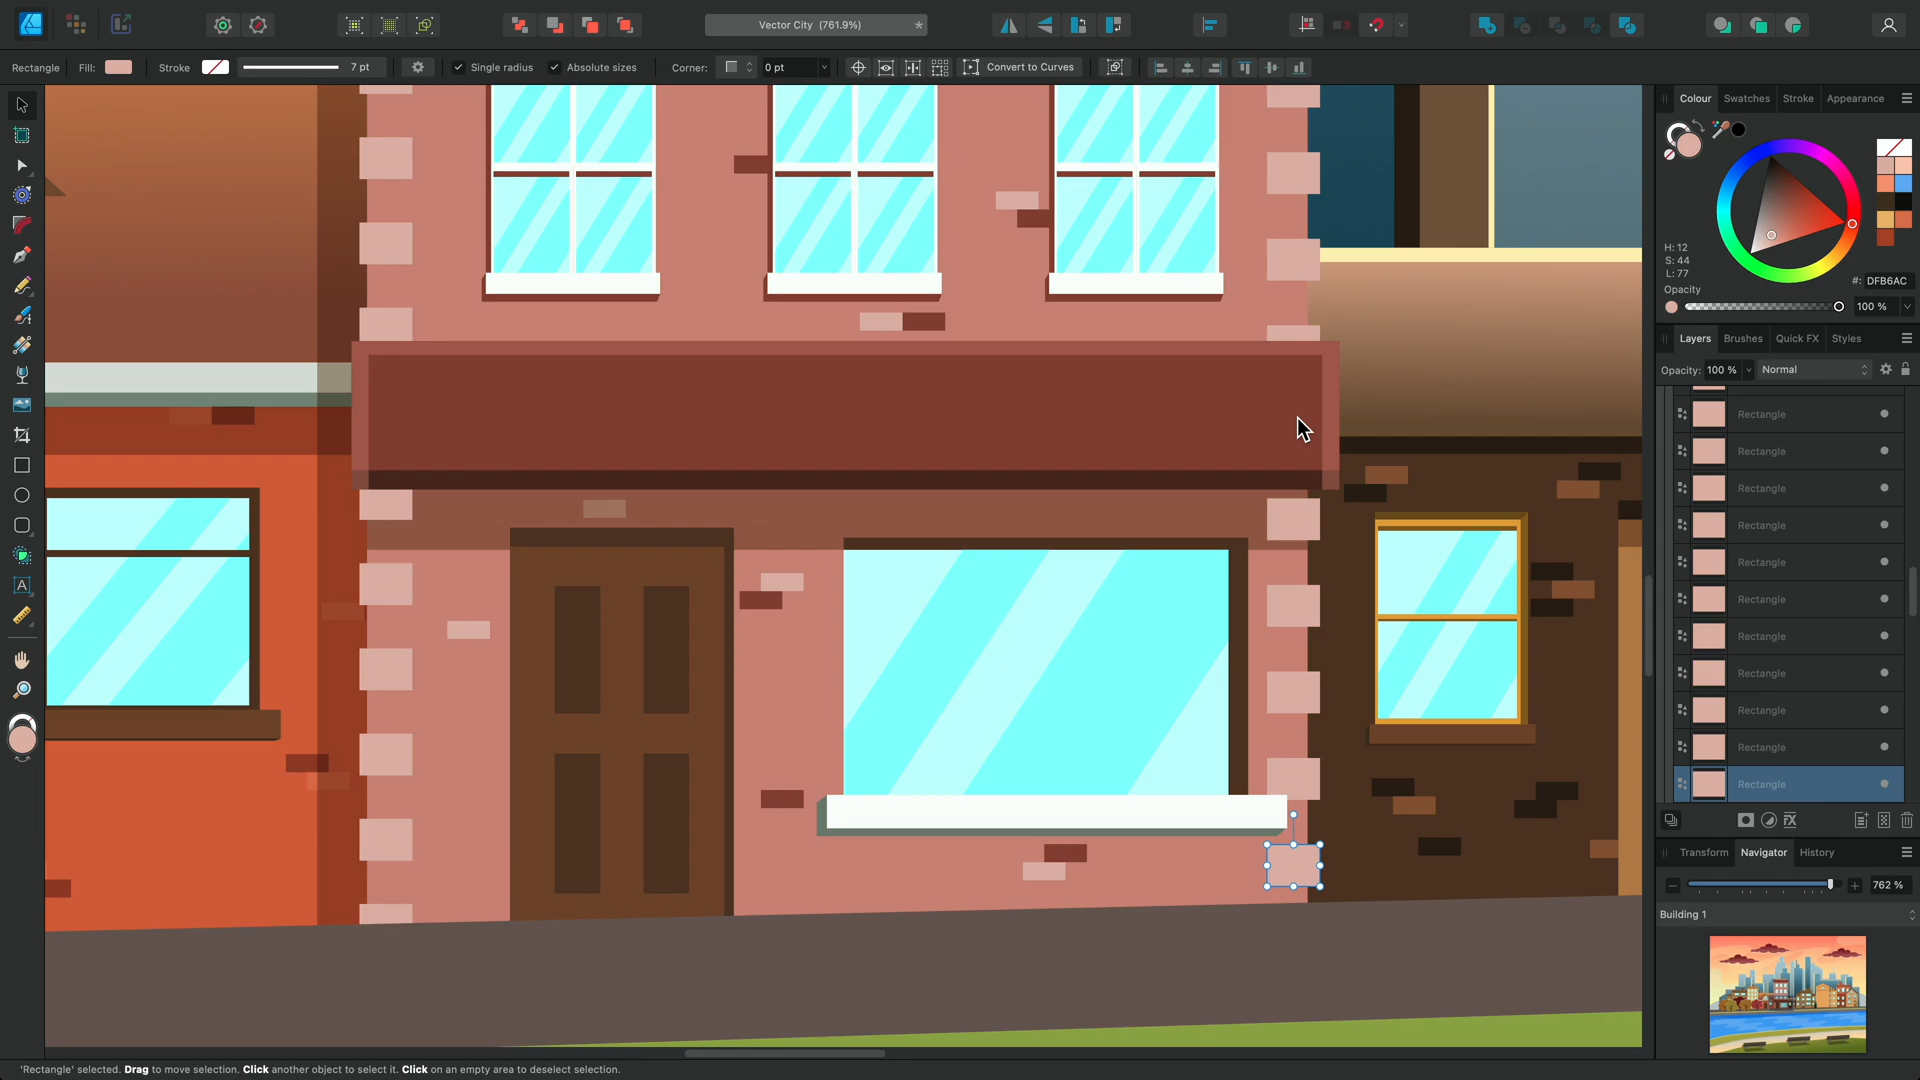 Vector City (761.9%) *
Rectangle Fill: Stroke 7 pt Single radius Absolute sizes Corner: 0 pt Convert to Curves
Colour Swatches Stroke Appearance
H: 12
S: 44
L: 77
#: DFB6AC
Opacity
100 %
Layers Brushes Quick FX Styles
Opacity: 100 % Normal
Rectangle
Rectangle
Rectangle
Rectangle
Rectangle
Rectangle
Rectangle
Rectangle
Rectangle
Rectangle
Rectangle
FX
Transform Navigator History
762 %
Building 1
A
'Rectangle' selected. Drag to move selection. Click another object to select it. Click on an empty area to deselect selection.